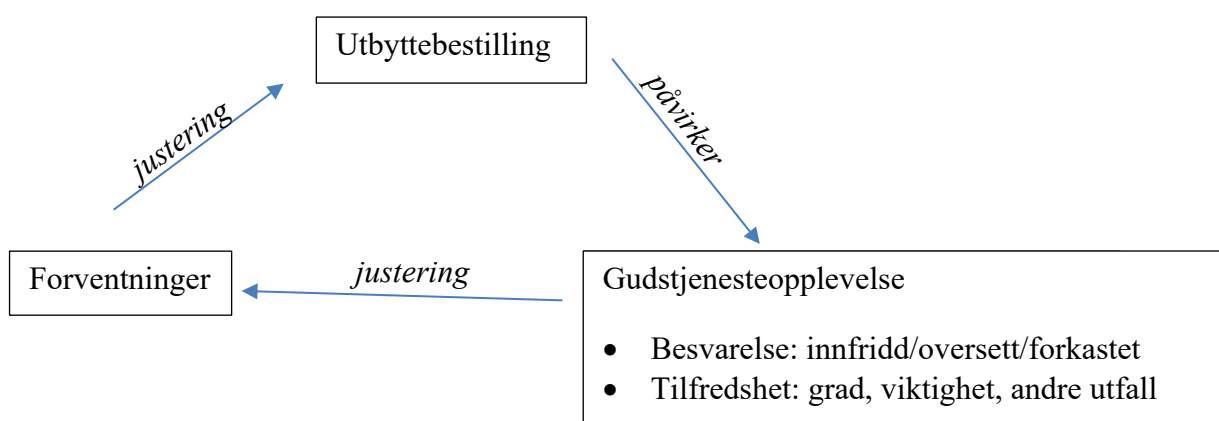 Utbyttebestilling
justering
påvirker
Forventninger
justering
Gudstjenesteopplevelse
• Besvarelse: innfridd/oversett/forkastet
• Tilfredshet: grad, viktighet, andre utfall